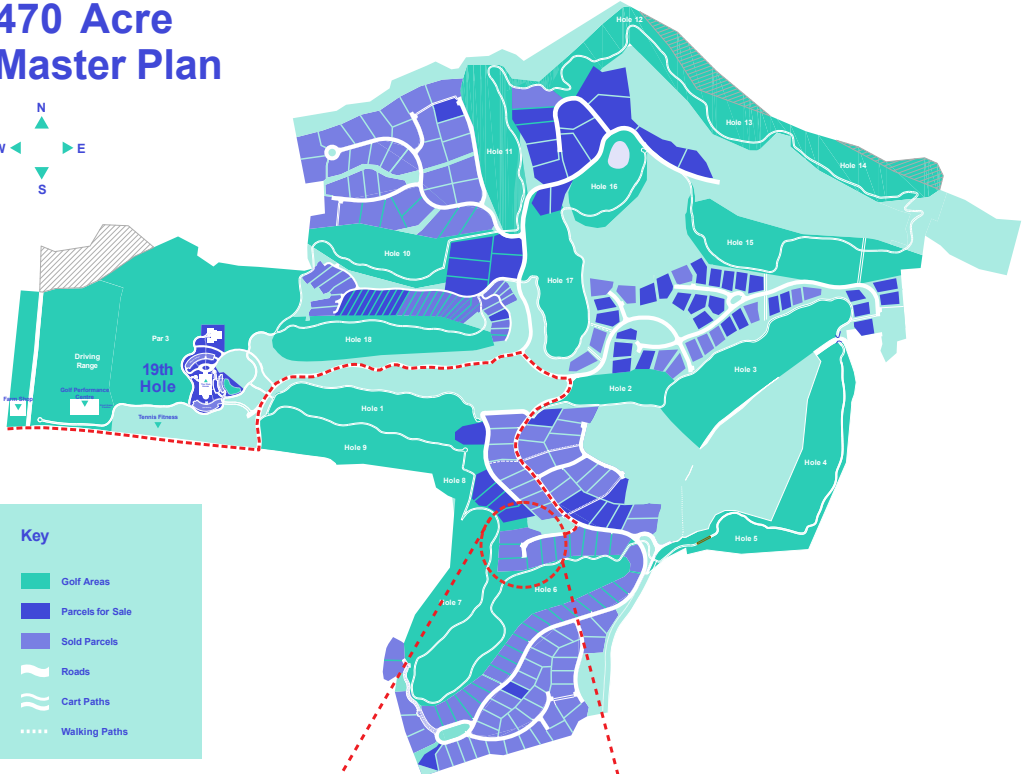 470 Acre
Master Plan
N
W
E
S
Hole 12
Hole 13
Hole 11
Hole 14
Hole 16
Hole 15
Hole 10
Hole 17
Par 3
Hole 18
Driving
Range
19th
Hole
Hole 3
Hole 2
Golf Performance
Centre
Farm Shop
Hole 1
Tennis Fitness
Hole 9
Hole 4
Hole 8
Hole 5
Hole 6
Hole 7
Key
Golf Areas
Parcels for Sale
Sold Parcels
Roads
Cart Paths
Walking Paths